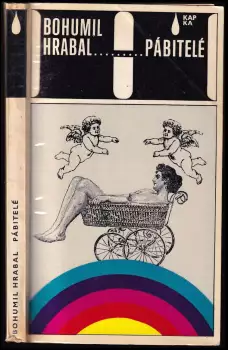 BOHUMIL
HRABAL.........PÁBITELÉ
KAP
KA
BOHUMIL HRABAL PÁBITELÉ